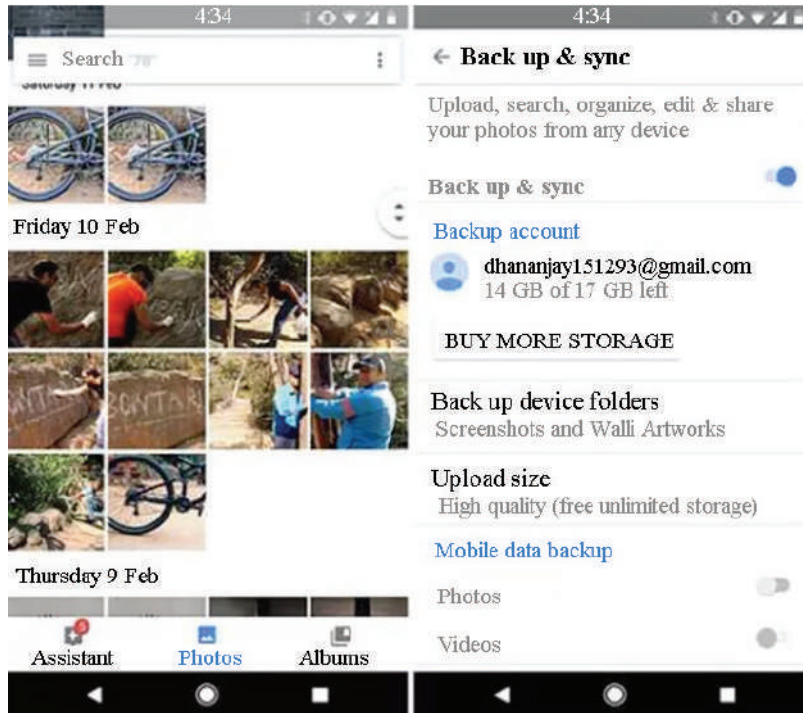 4:34
Search
Saturday 11 Feb
Friday 10 Feb
Thursday 9 Feb
Assistant
Photos
Albums
4:34
Back up & sync
Upload, search, organize, edit & share
your photos from any device
Back up & sync
Backup account
dhananjay151293@gmail.com
14 GB of 17 GB left
BUY MORE STORAGE
Back up device folders
Screenshots and Walli Artworks
Upload size
High quality (free unlimited storage)
Mobile data backup
Photos
Videos